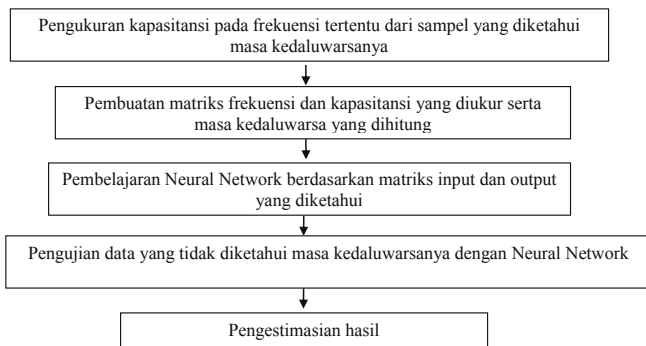 Pengukuran kapasitansi pada frekuensi tertentu dari sampel yang diketahui
masa kedaluwarsanya
Pembuatan matriks frekuensi dan kapasitansi yang diukur serta
masa kedaluwarsa yang dihitung
Pembelajaran Neural Network berdasarkan matriks input dan output
yang diketahui
Pengujian data yang tidak diketahui masa kedaluwarsanya dengan Neural Network
Pengestimasian hasil